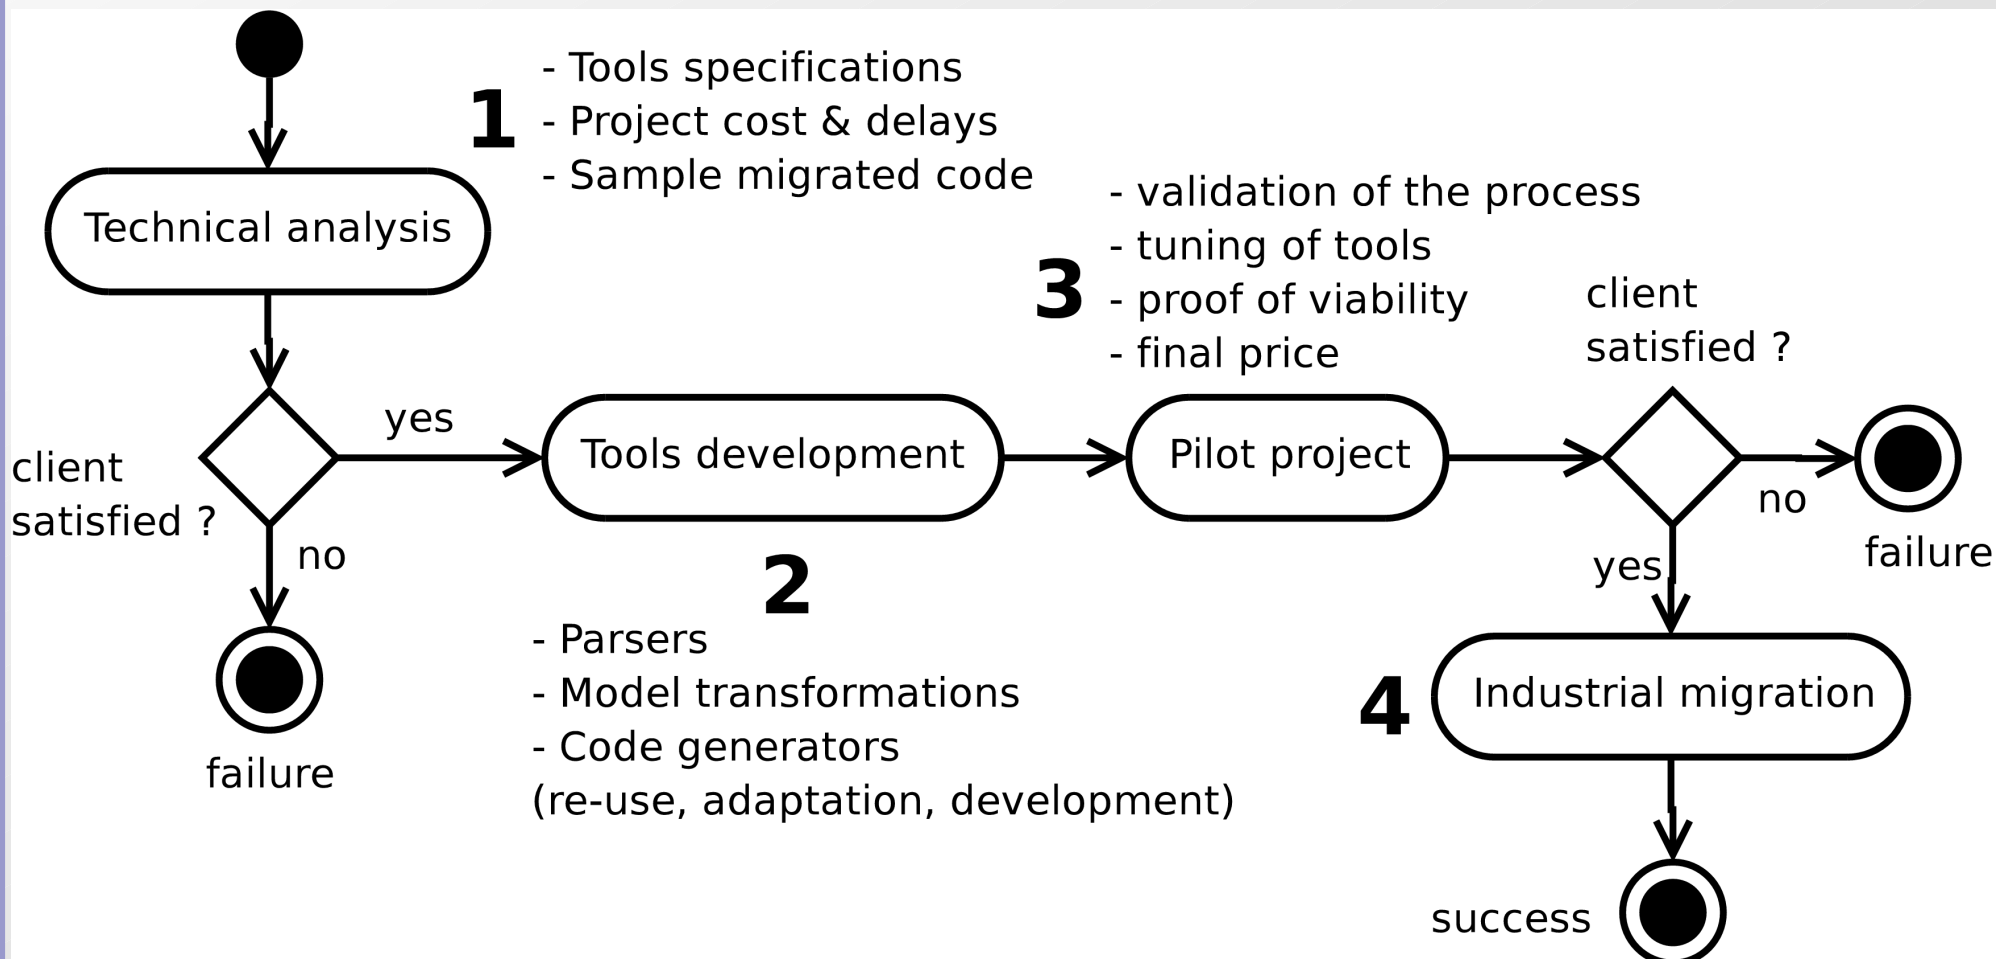 1
- Tools specifications
- Project cost & delays
- Sample migrated code
Technical analysis
client
satisfied ?
yes
no
failure
Tools development
2
- Parsers
- Model transformations
- Code generators
(re-use, adaptation, development)
3
- validation of the process
- tuning of tools
- proof of viability
- final price
Pilot project
client
satisfied ?
no
failure
yes
4
Industrial migration
success